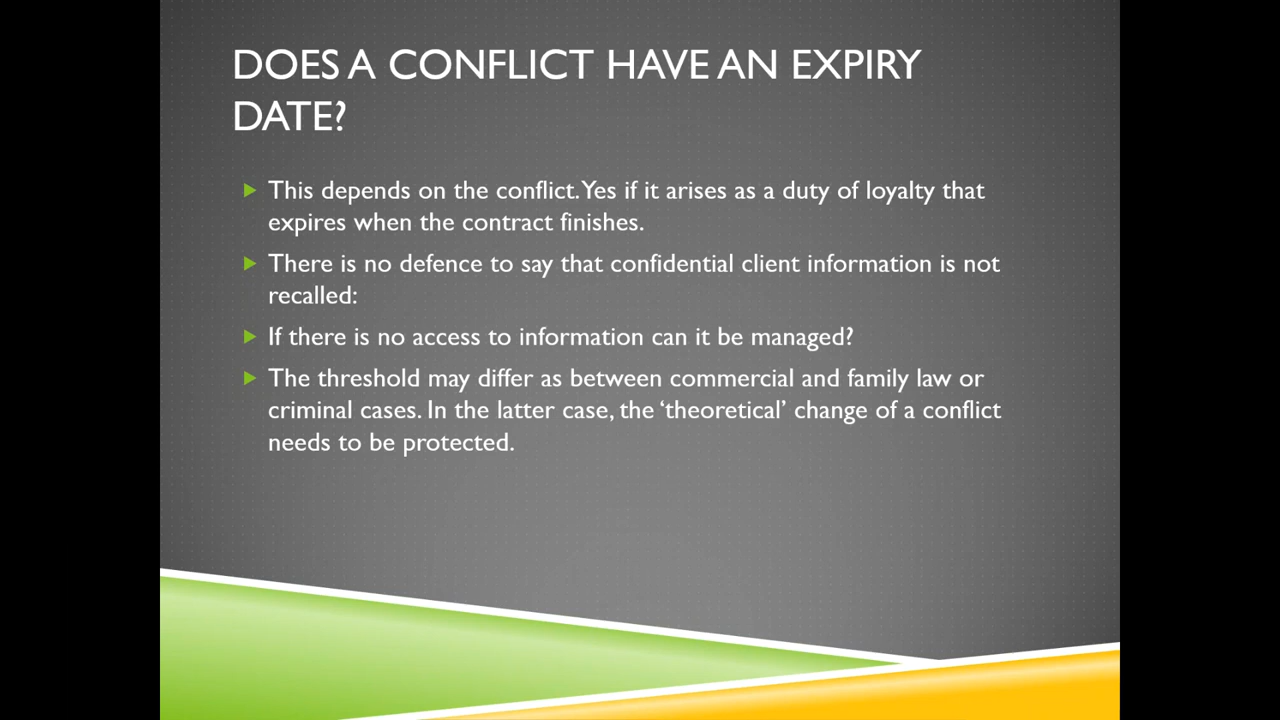 DOES A CONFLICT HAVE AN EXPIRY
DATE?
This depends on the conflict. Yes if it arises as a duty of loyalty that
expires when the contract finishes.
There is no defence to say that confidential client information is not
recalled:
If there is no access to information can it be managed?
The threshold may differ as between commercial and family law or
criminal cases. In the latter case, the ‘theoretical’ change of a conflict
needs to be protected.